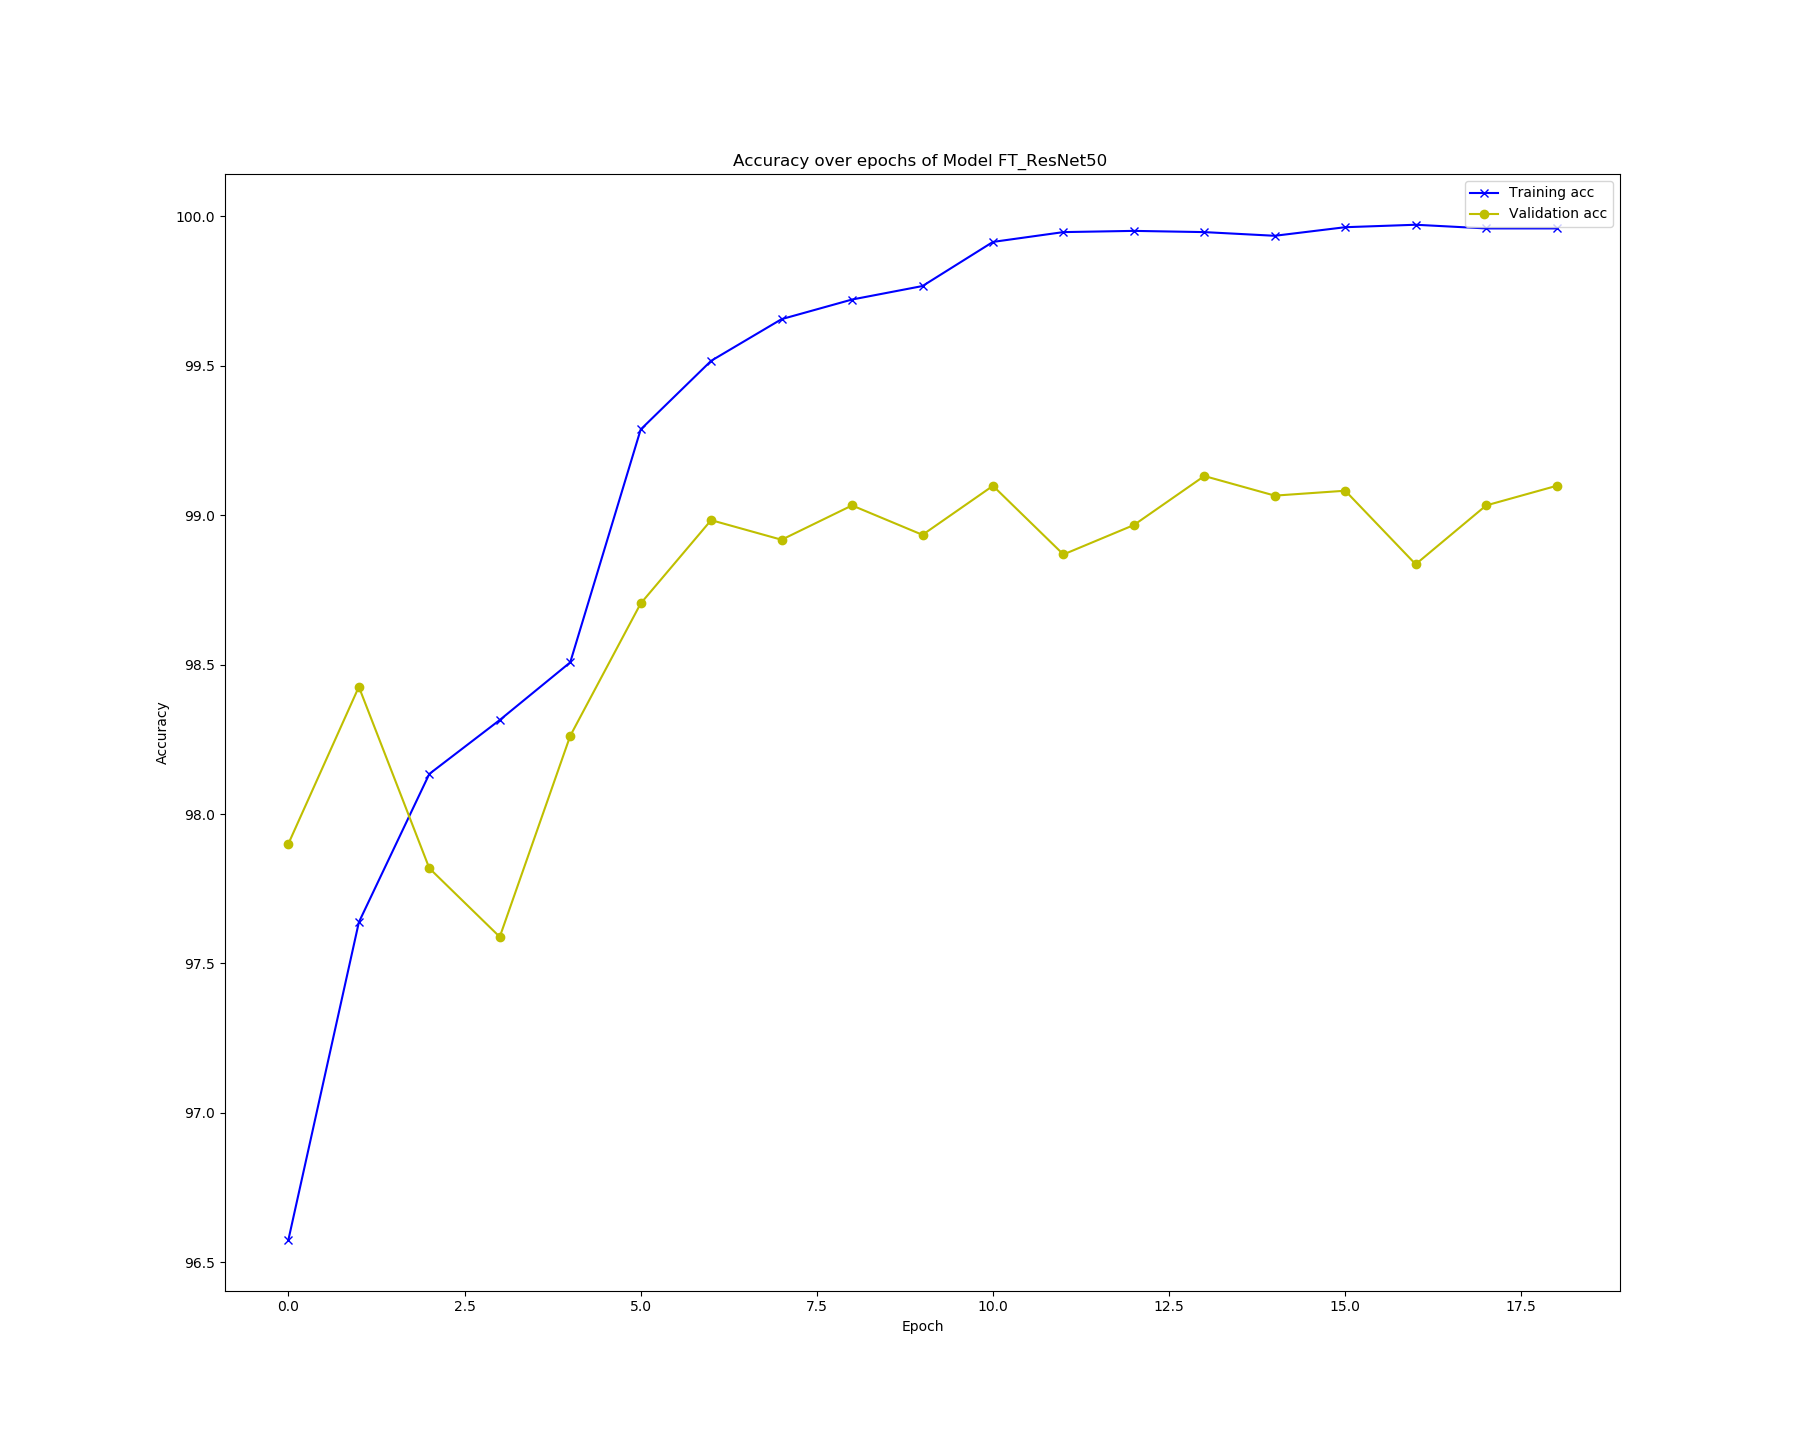 Accuracy over epochs of Model FT_ResNet50
Training acc
Validation acc
100.0
99.5
99.0
98.5
98.0
97.5
97.0
96.5
Accuracy
0.0 2.5 5.0 7.5 10.0 12.5 15.0 17.5
Epoch